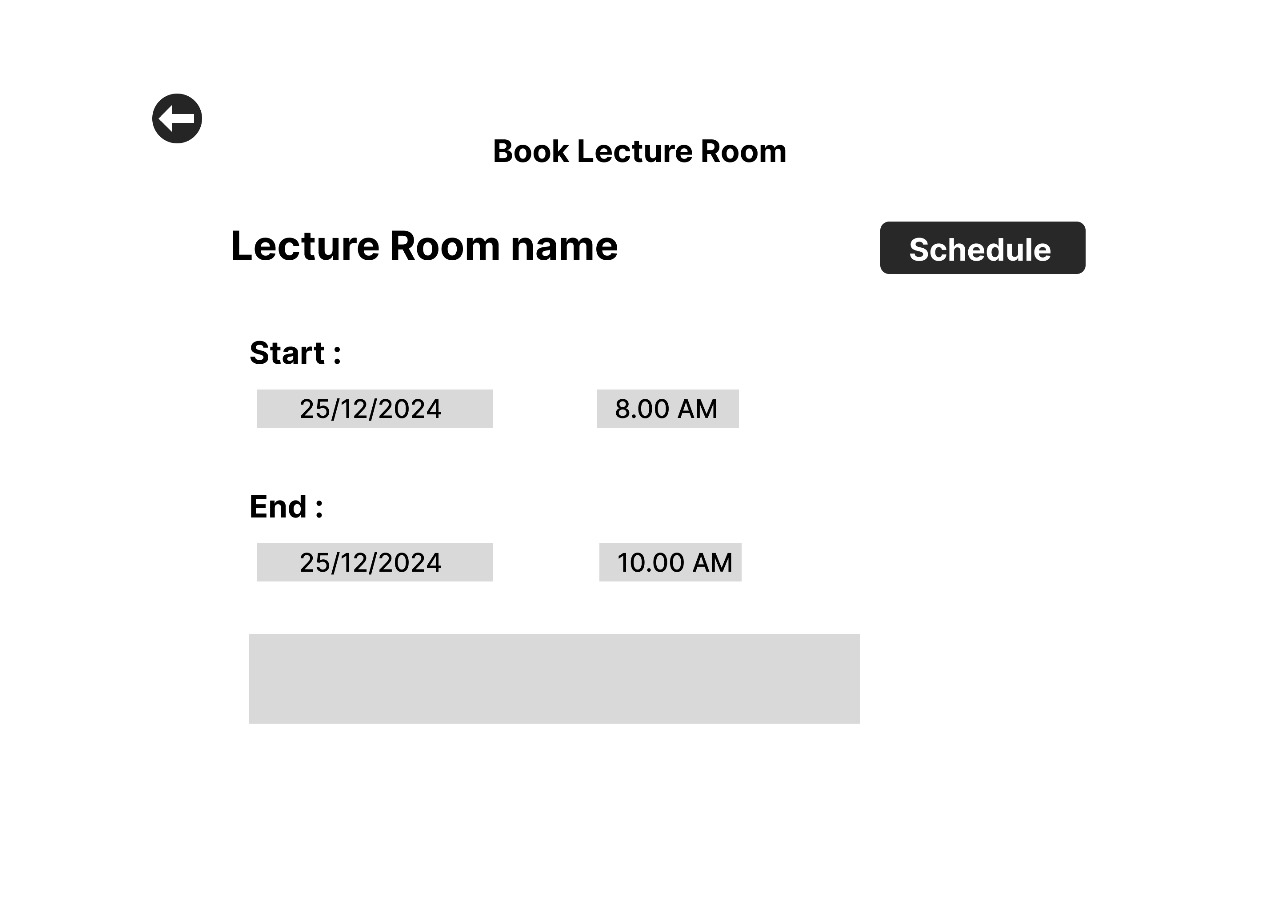 Book Lecture Room
Lecture Room name
Schedule
Start :
25/12/2024 8.00 AM
End :
25/12/2024 10.00 AM